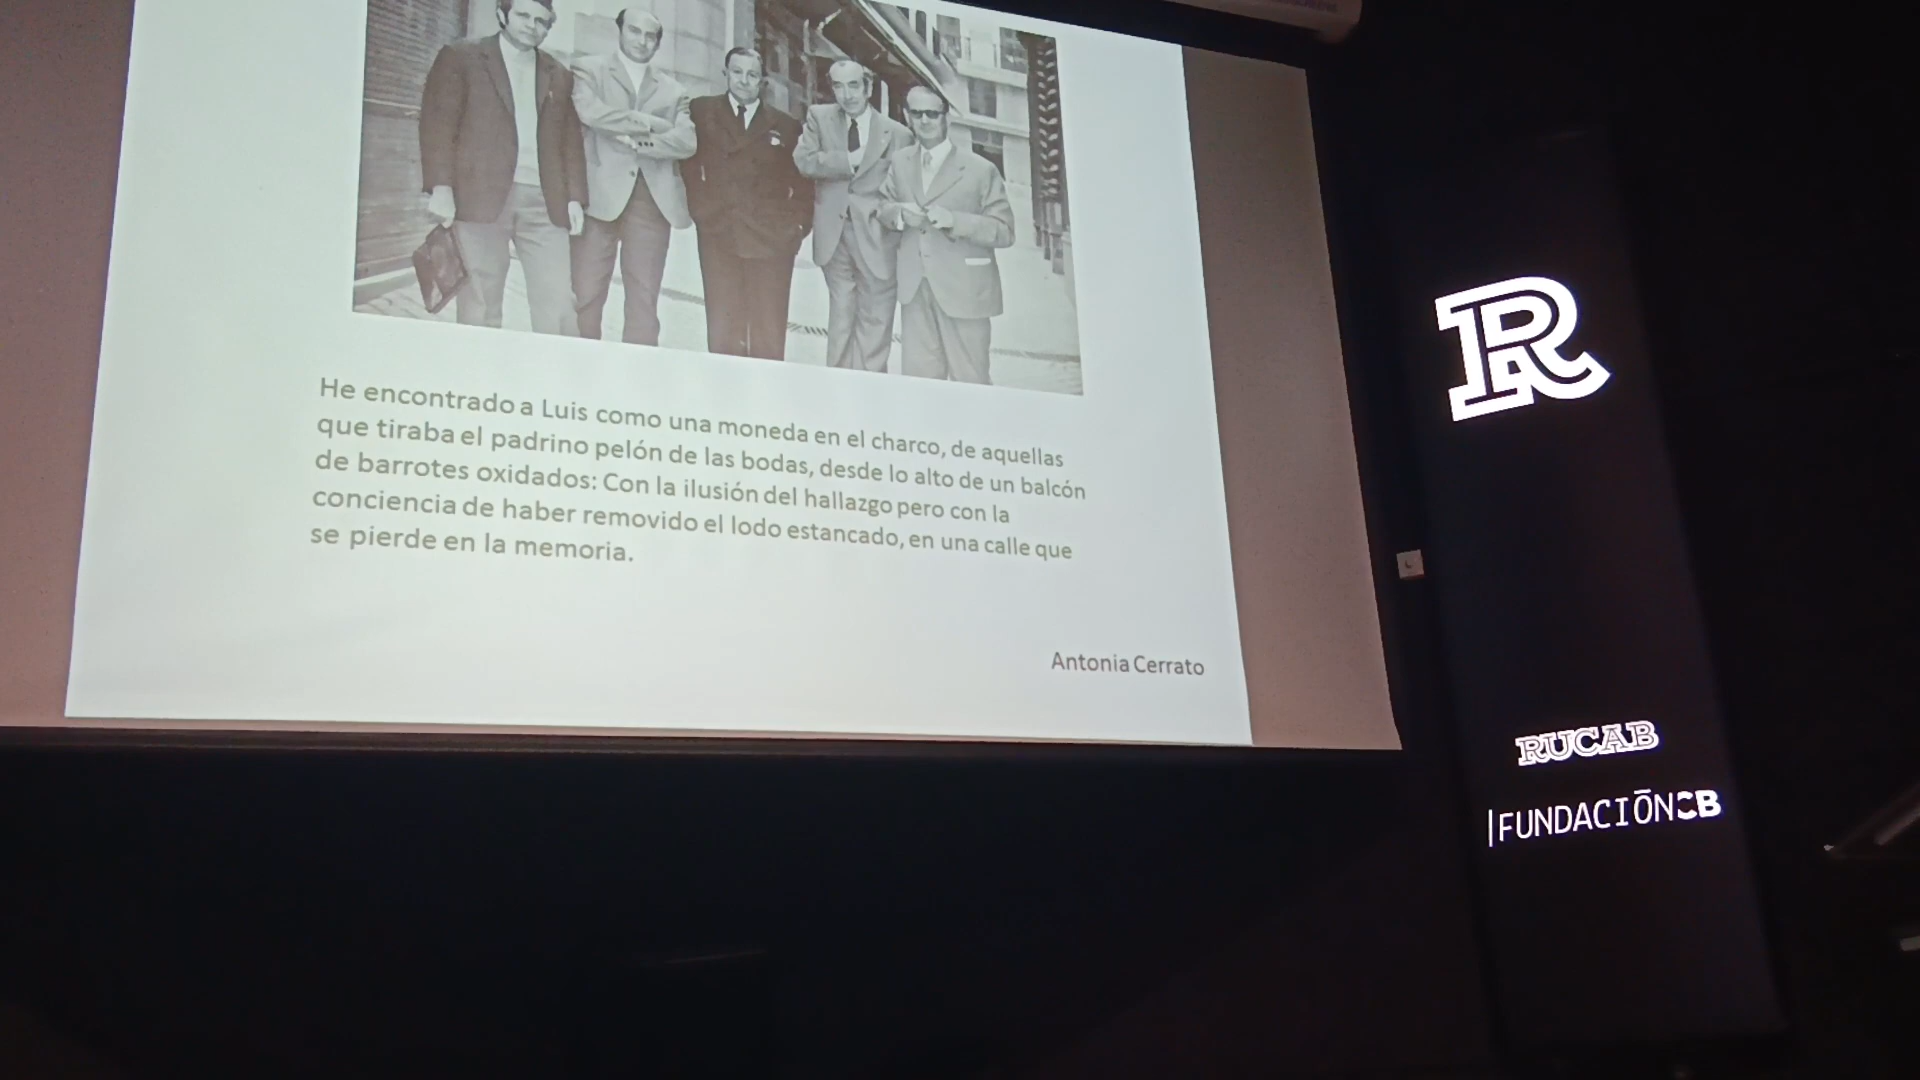 He encontrado a Luis como una moneda en el charco, de aquellas
que tiraba el padrino pelón de las bodas, desde lo alto de un balcón
de barrotes oxidados: Con la ilusión del hallazgo pero con la
conciencia de haber removido el lodo estancado, en una calle que
se pierde en la memoria.
Antonia Cerrato
R
RUCAB
|FUNDACIŌNCB